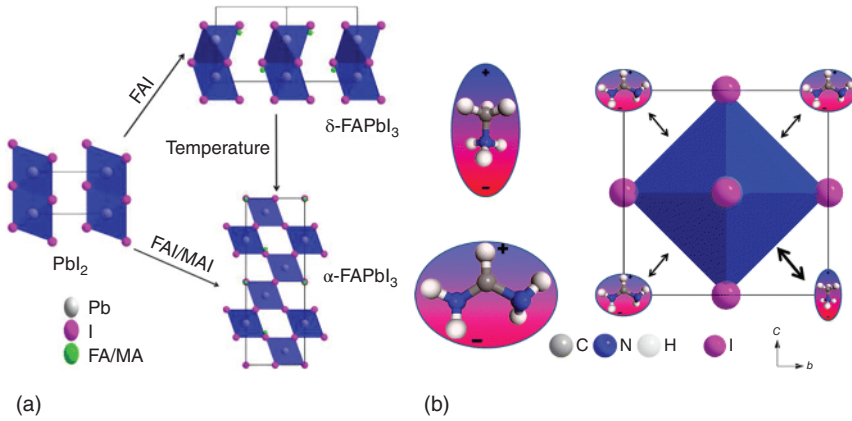 FAI
δ-FAPbI₃
Temperature
PbI₂
FAI/MAI
α-FAPbI₃
Pb
I
FA/MA
(a)
+
−
+
−
+
−
+
−
+
−
+
−
C N H I
c
b
(b)